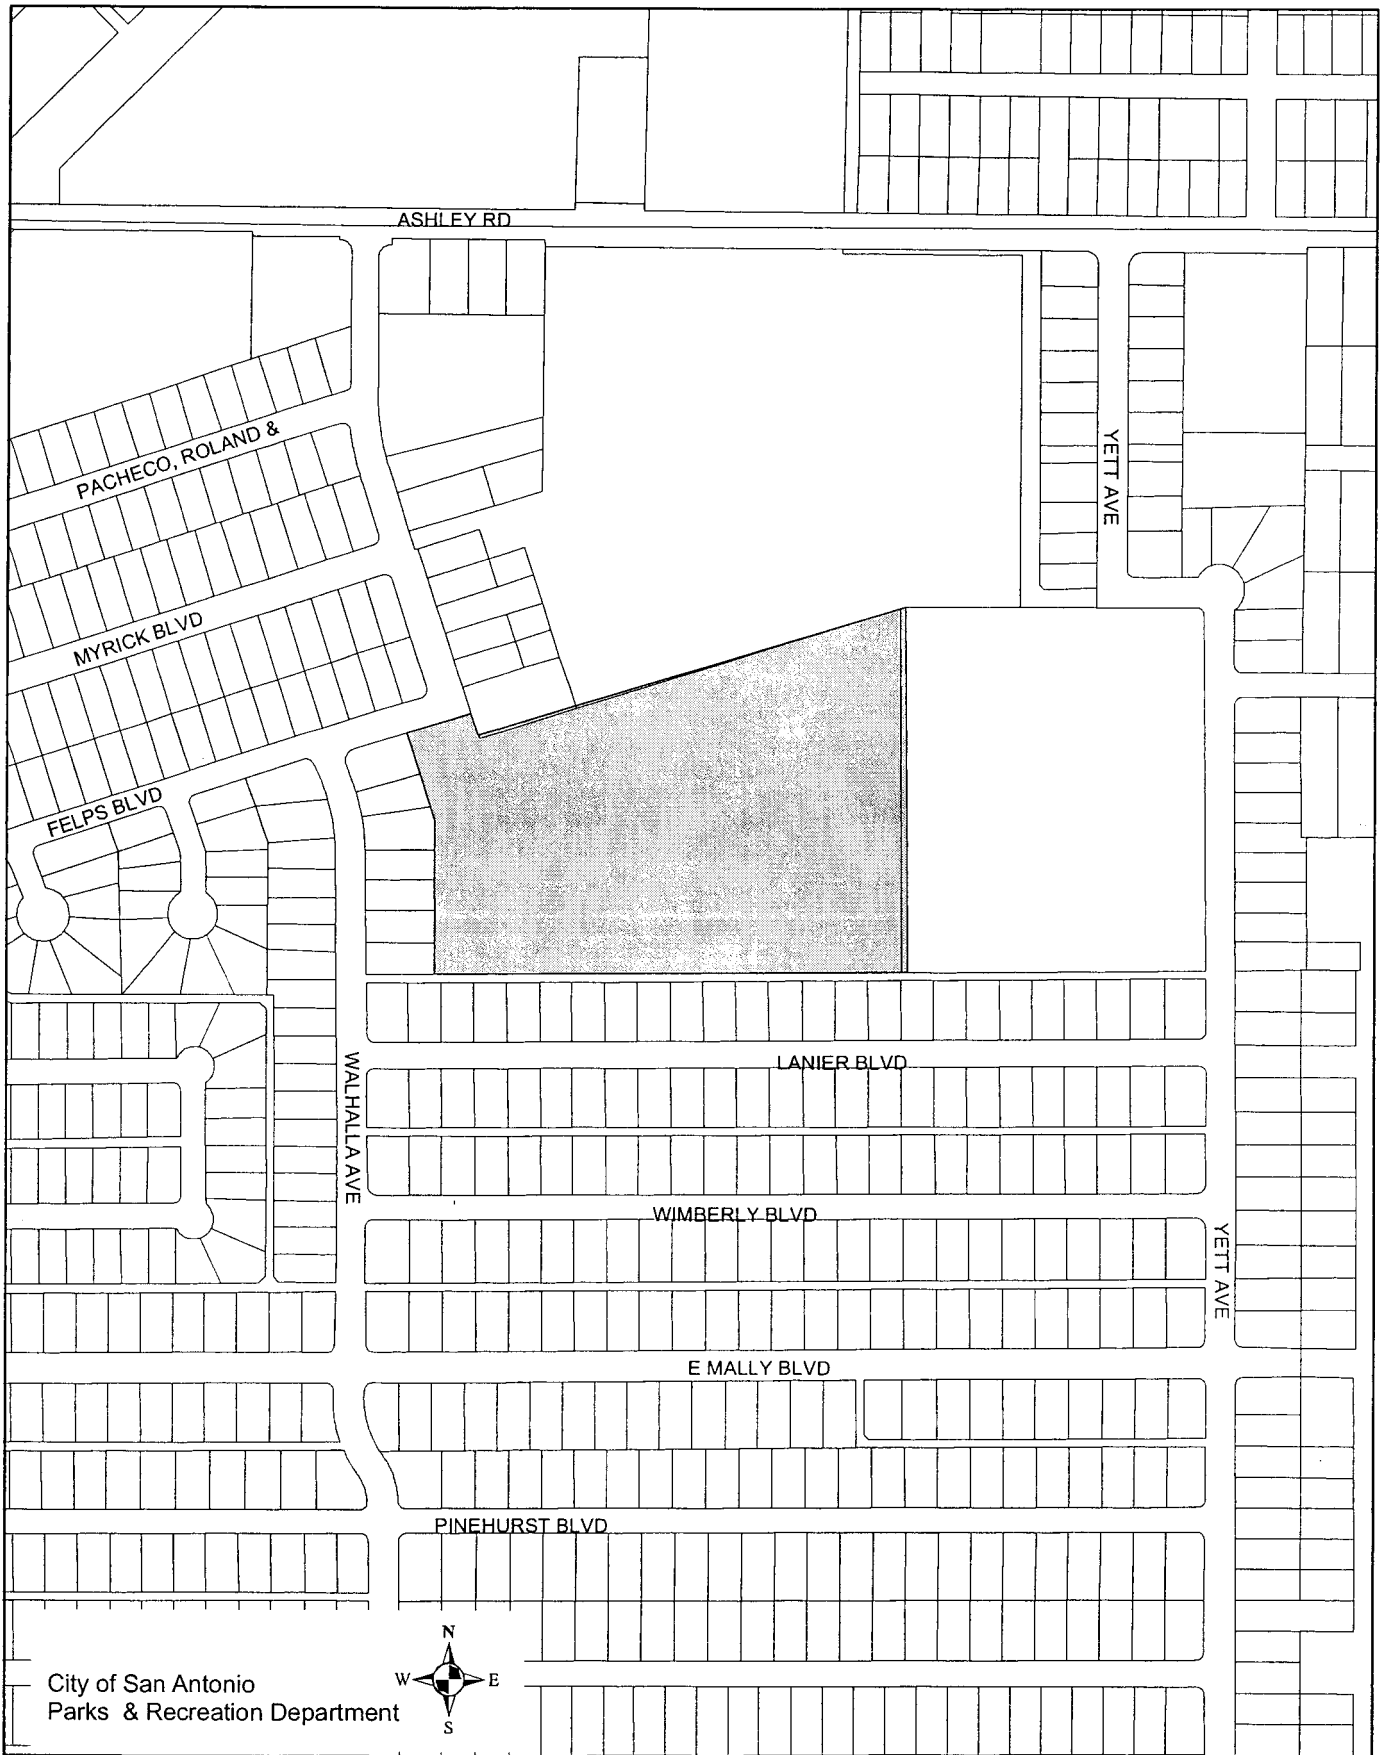 ASHLEY RD
PACHECO, ROLAND &
YETT AVE
MYRICK BLVD
FELPS BLVD
WALHALLA AVE
LANIER BLVD
WIMBERLY BLVD
YETT AVE
E MALLY BLVD
PINEHURST BLVD
N
W E
S
City of San Antonio
Parks & Recreation Department